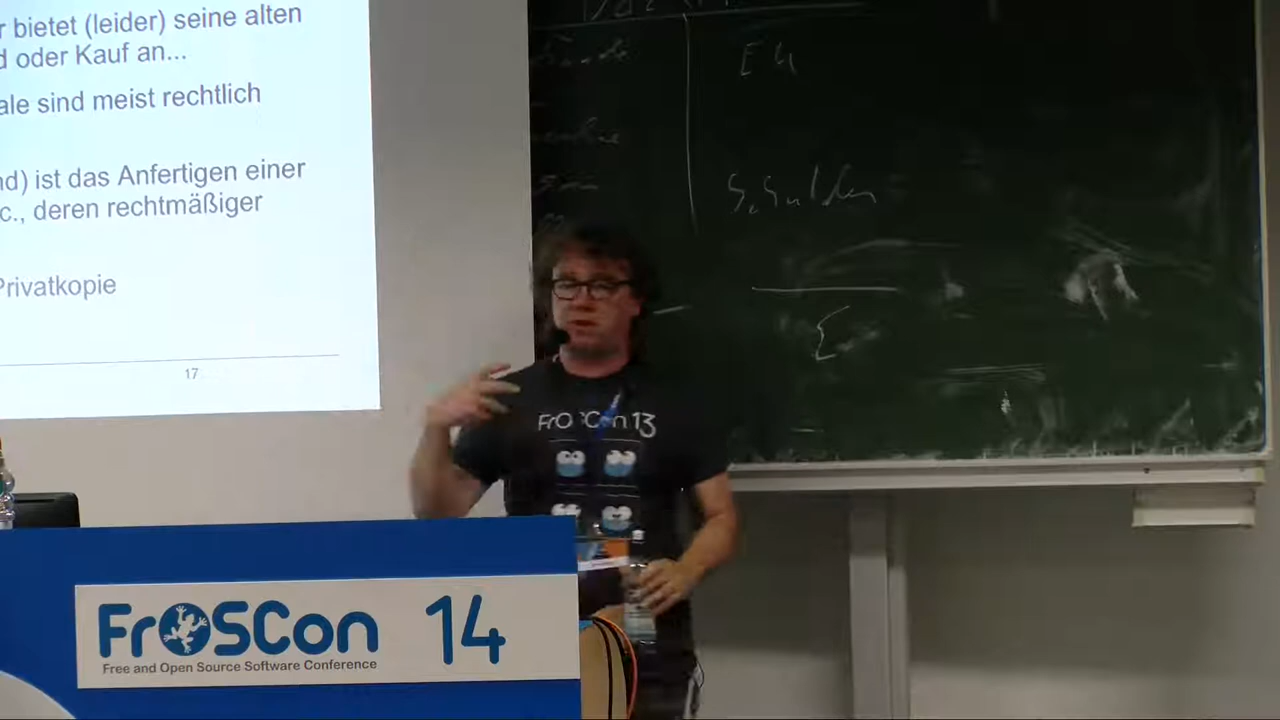 r bietet (leider) seine alten
d oder Kauf an...
ale sind meist rechtlich
nd) ist das Anfertigen einer
c., deren rechtmäßiger
Privatkopie
17
Schulden
Σ
FrOSCon 13
FrOSCon 14
Free and Open Source Software Conference